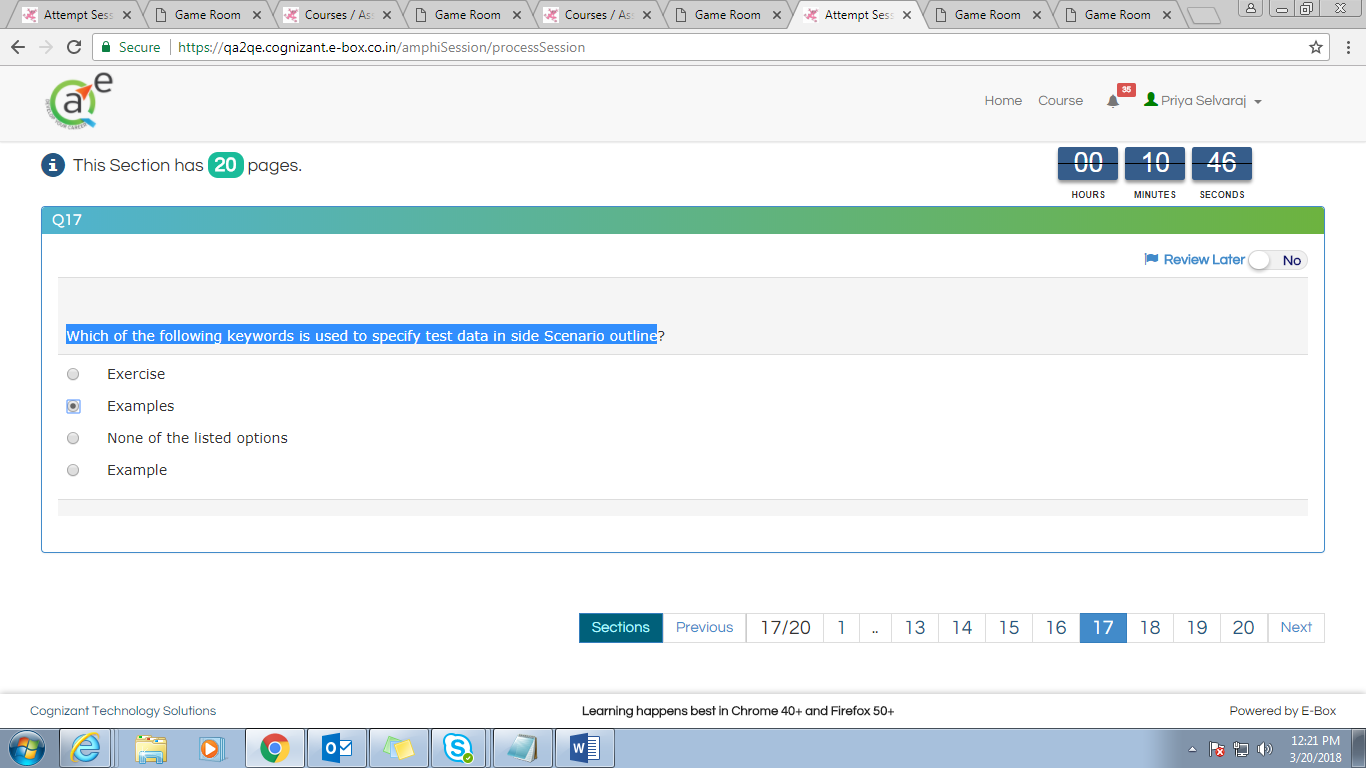 Attempt Sess
Game Room
Courses / As
Game Room
Courses / As
Game Room
Attempt Sess
Game Room
Game Room
Secure
https://qa2qe.cognizant.e-box.co.in/amphiSession/processSession
a e
Home
Course
35
Priya Selvaraj
This Section has 20 pages.
00 10 46
HOURS MINUTES SECONDS
Q17
Review Later No
Which of the following keywords is used to specify test data in side Scenario outline?
Exercise
Examples
None of the listed options
Example
Sections Previous 17/20 1 .. 13 14 15 16 17 18 19 20 Next
Cognizant Technology Solutions
Learning happens best in Chrome 40+ and Firefox 50+
Powered by E-Box
12:21 PM
3/20/2018